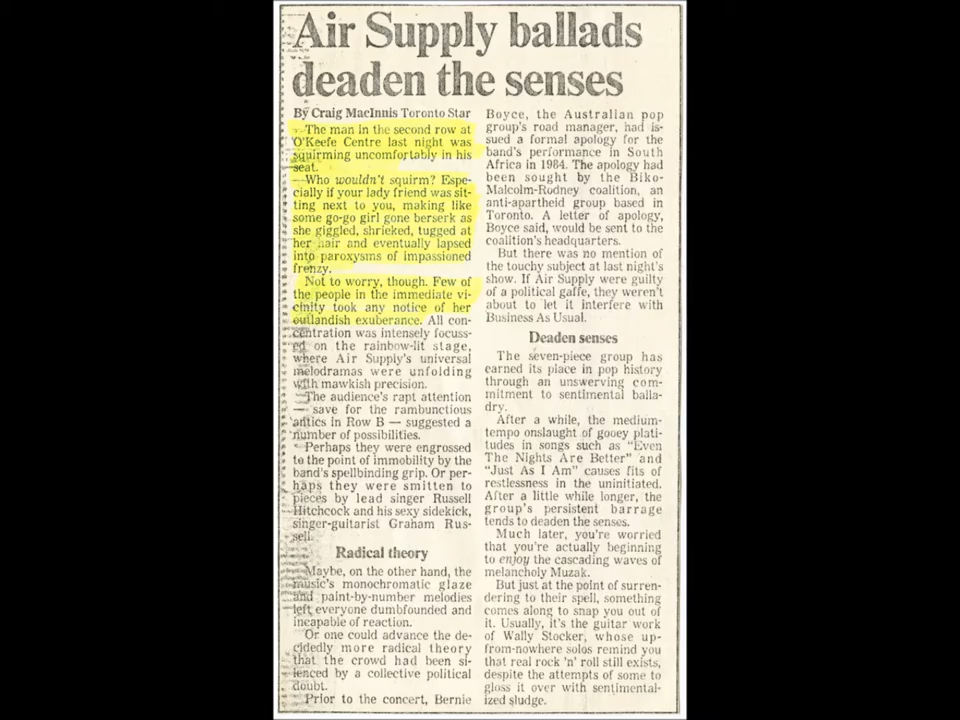 Air Supply ballads
deaden the senses
By Craig MacInnis Toronto Star
The man in the second row at
O'Keefe Centre last night was
squirming uncomfortably in his
seat.
Who wouldn't squirm? Espe-
cially if your lady friend was sit-
ting next to you, making like
some go-go girl gone berserk as
she giggled, shrieked, tugged at
her hair and eventually lapsed
into paroxysms of impassioned
frenzy.
Not to worry, though. Few of
the people in the immediate vi-
cinity took any notice of her
outlandish exuberance. All con-
centration was intensely focuss-
ed on the rainbow-lit stage,
where Air Supply's universal
melodramas were unfolding
with mawkish precision.
The audience's rapt attention
— save for the rambunctious
antics in Row B — suggested a
number of possibilities.
Perhaps they were engrossed
to the point of immobility by the
band's spellbinding grip. Or per-
haps they were smitten to
pieces by lead singer Russell
Hitchcock and his sexy sidekick,
singer-guitarist Graham Rus-
sell.
Radical theory
Maybe, on the other hand, the
music's monochromatic glaze
and paint-by-number melodies
left everyone dumbfounded and
incapable of reaction.
Or one could advance the de-
cidedly more radical theory
that the crowd had been si-
lenced by a collective political
doubt.
Prior to the concert, Bernie
Boyce, the Australian pop
group's road manager, had is-
sued a formal apology for the
band's performance in South
Africa in 1984. The apology had
been sought by the Biko-
Malcolm-Rodney coalition, an
anti-apartheid group based in
Toronto. A letter of apology,
Boyce said, would be sent to the
coalition's headquarters.
But there was no mention of
the touchy subject at last night's
show. If Air Supply were guilty
of a political gaffe, they weren't
about to let it interfere with
Business As Usual.
Deaden senses
The seven-piece group has
earned its place in pop history
through an unswerving com-
mitment to sentimental balla-
dry.
After a while, the medium-
tempo onslaught of gooey plati-
tudes in songs such as "Even
The Nights Are Better" and
"Just As I Am" causes fits of
restlessness in the uninitiated.
After a little while longer, the
group's persistent barrage
tends to deaden the senses.
Much later, you're worried
that you're actually beginning
to enjoy the cascading waves of
melancholy Muzak.
But just at the point of surren-
dering to their spell, something
comes along to snap you out of
it. Usually, it's the guitar work
of Wally Stocker, whose up-
from-nowhere solos remind you
that real rock 'n' roll still exists,
despite the attempts of some to
gloss it over with sentimental-
ized sludge.